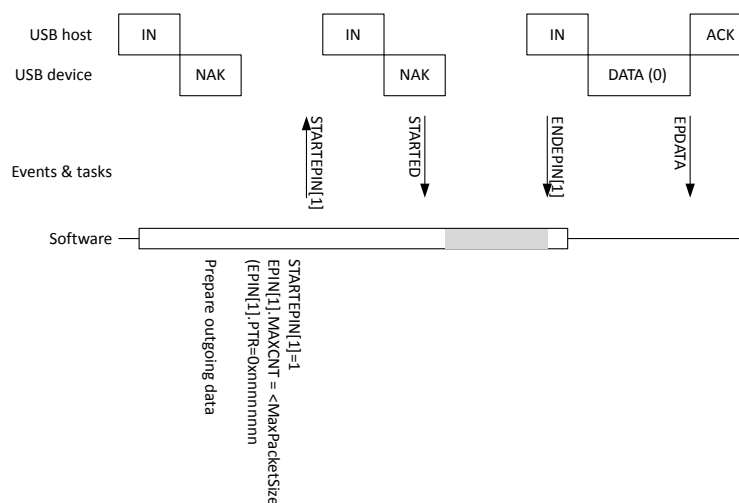 USB host IN IN IN ACK
USB device NAK NAK DATA (0)
Events & tasks
STARTEPIN[1]
STARTED
ENDEPIN[1]
EPDATA
Software
STARTEPIN[1]=1
EPIN[1].MAXCNT = <MaxPacketSize
(EPIN[1].PTR=0xnnnnnnnn
Prepare outgoing data